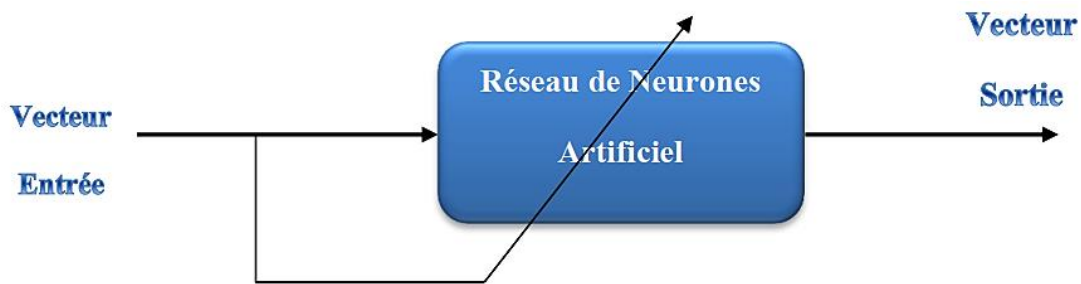 Vecteur
Entrée
Réseau de Neurones
Artificiel
Vecteur
Sortie